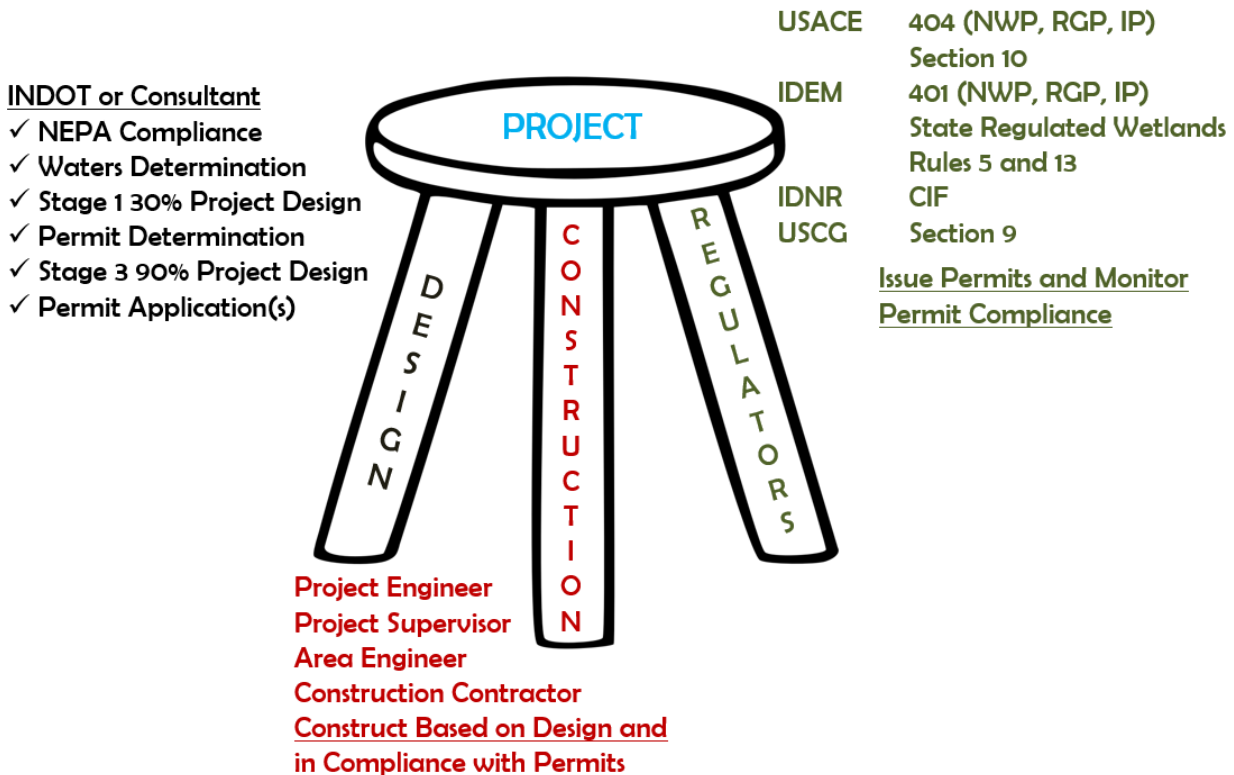 INDOT or Consultant
✓ NEPA Compliance
✓ Waters Determination
✓ Stage 1 30% Project Design
✓ Permit Determination
✓ Stage 3 90% Project Design
✓ Permit Application(s)
PROJECT
DESIGN
CONSTRUCTION
REGULATORS
USACE 404 (NWP, RGP, IP)
Section 10
IDEM 401 (NWP, RGP, IP)
State Regulated Wetlands
Rules 5 and 13
IDNR CIF
USCG Section 9
Issue Permits and Monitor
Permit Compliance
Project Engineer
Project Supervisor
Area Engineer
Construction Contractor
Construct Based on Design and
in Compliance with Permits